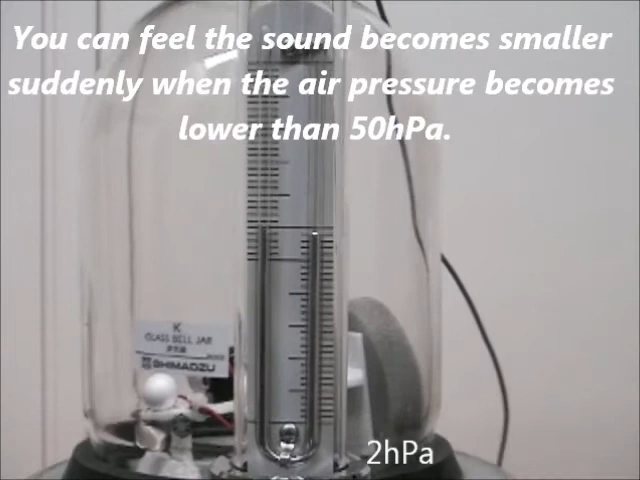 You can feel the sound becomes smaller
suddenly when the air pressure becomes
lower than 50hPa.
K
GLASS BELL JAR
SHIMADZU
2hPa